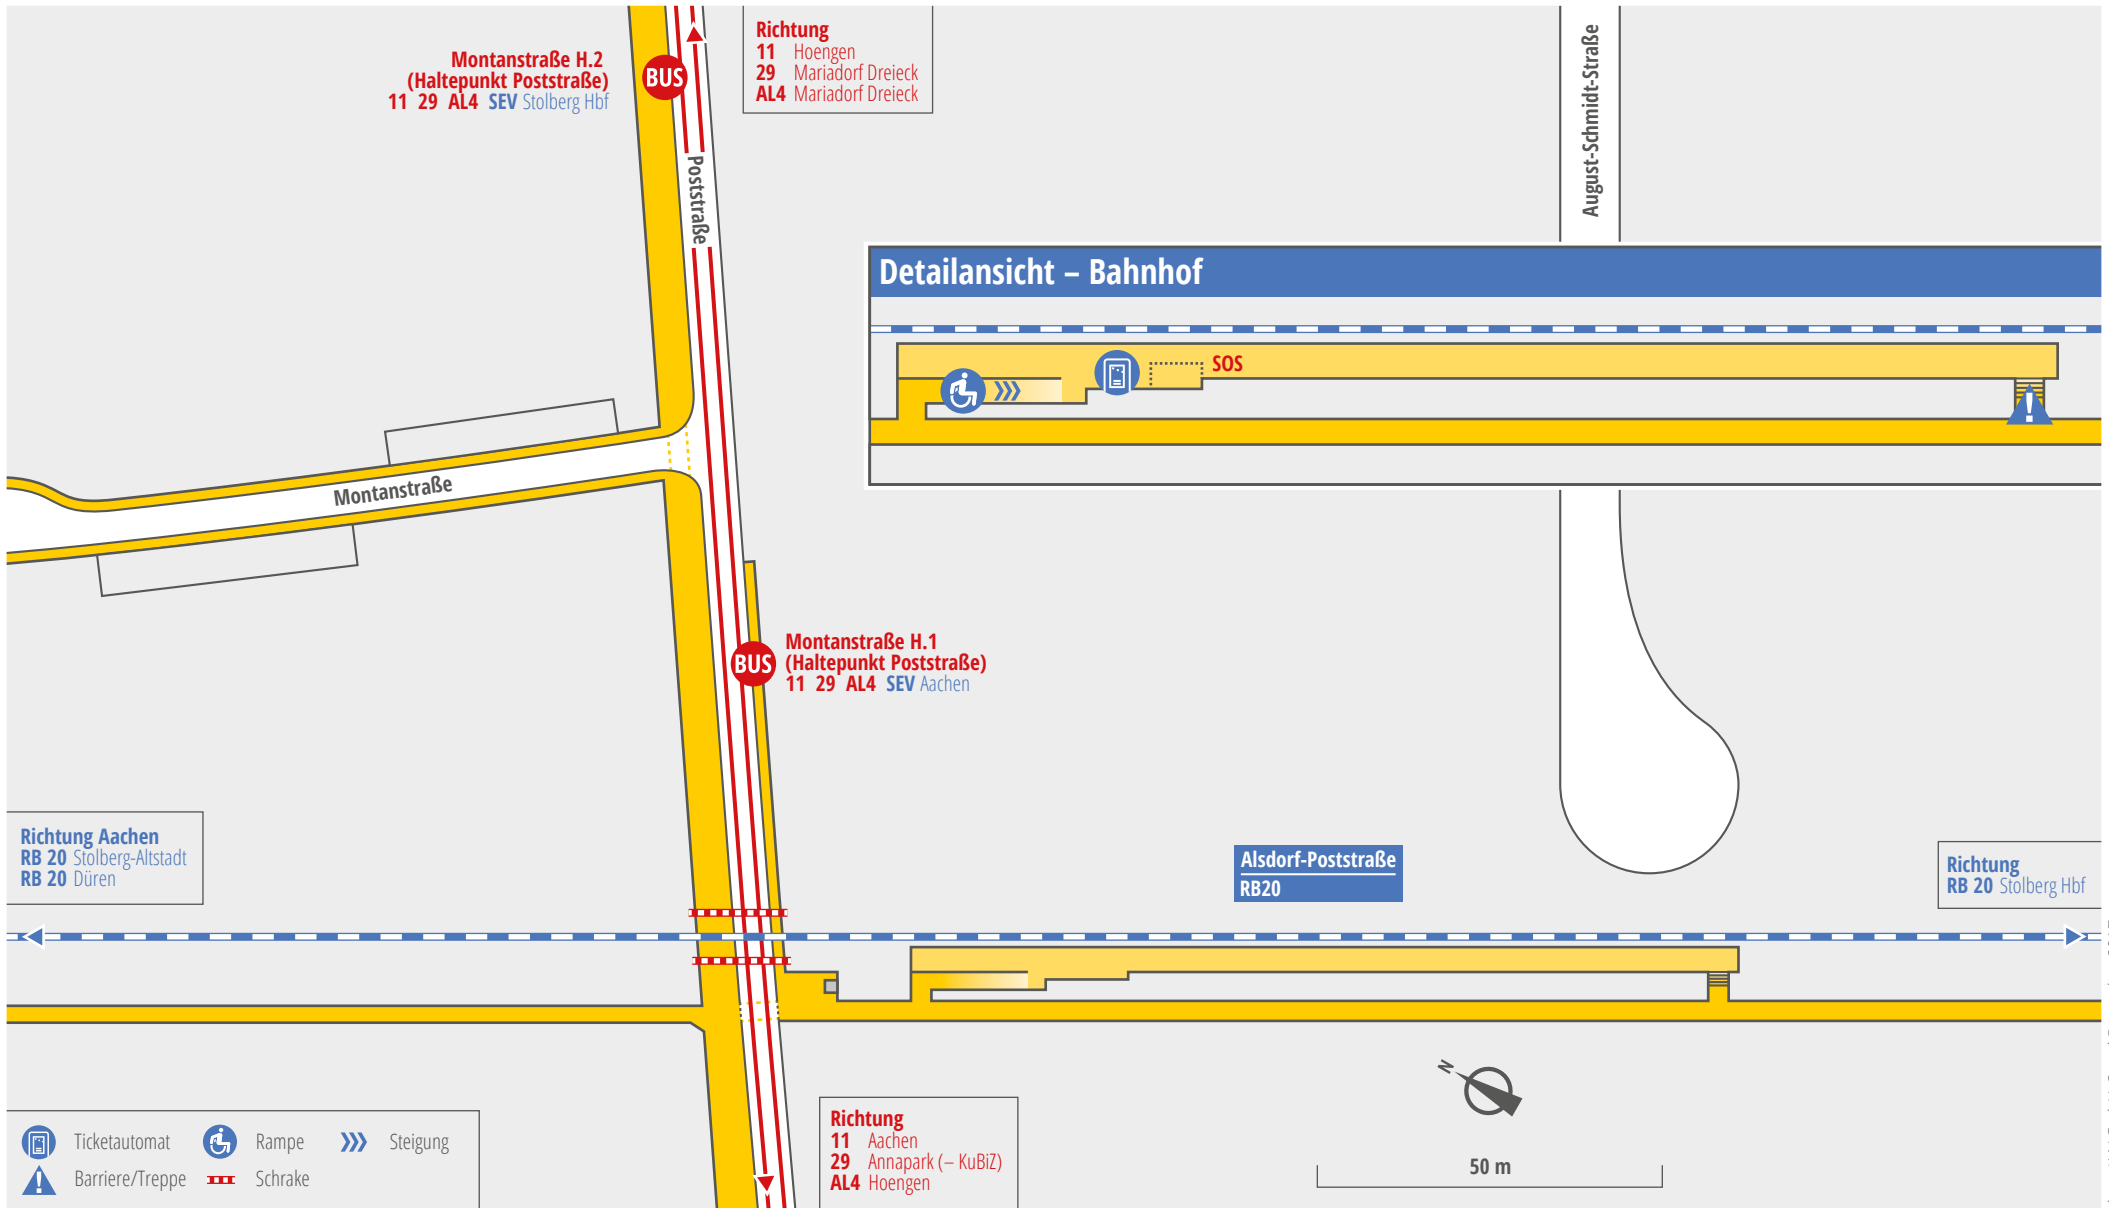 Montanstraße H.2
(Haltepunkt Poststraße)
11 29 AL4 SEV Stolberg Hbf
BUS
Richtung
11 Hoengen
29 Mariadorf Dreieck
AL4 Mariadorf Dreieck
August-Schmidt-Straße
Poststraße
Detailansicht – Bahnhof
SOS
Montanstraße
BUS
Montanstraße H.1
(Haltepunkt Poststraße)
11 29 AL4 SEV Aachen
Richtung Aachen
RB 20 Stolberg-Altstadt
RB 20 Düren
Alsdorf-Poststraße
RB20
Richtung
RB 20 Stolberg Hbf
N
Ticketautomat
Rampe
Steigung
Barriere/Treppe
Schrake
Richtung
11 Aachen
29 Annapark (– KuBiZ)
AL4 Hoengen
50 m